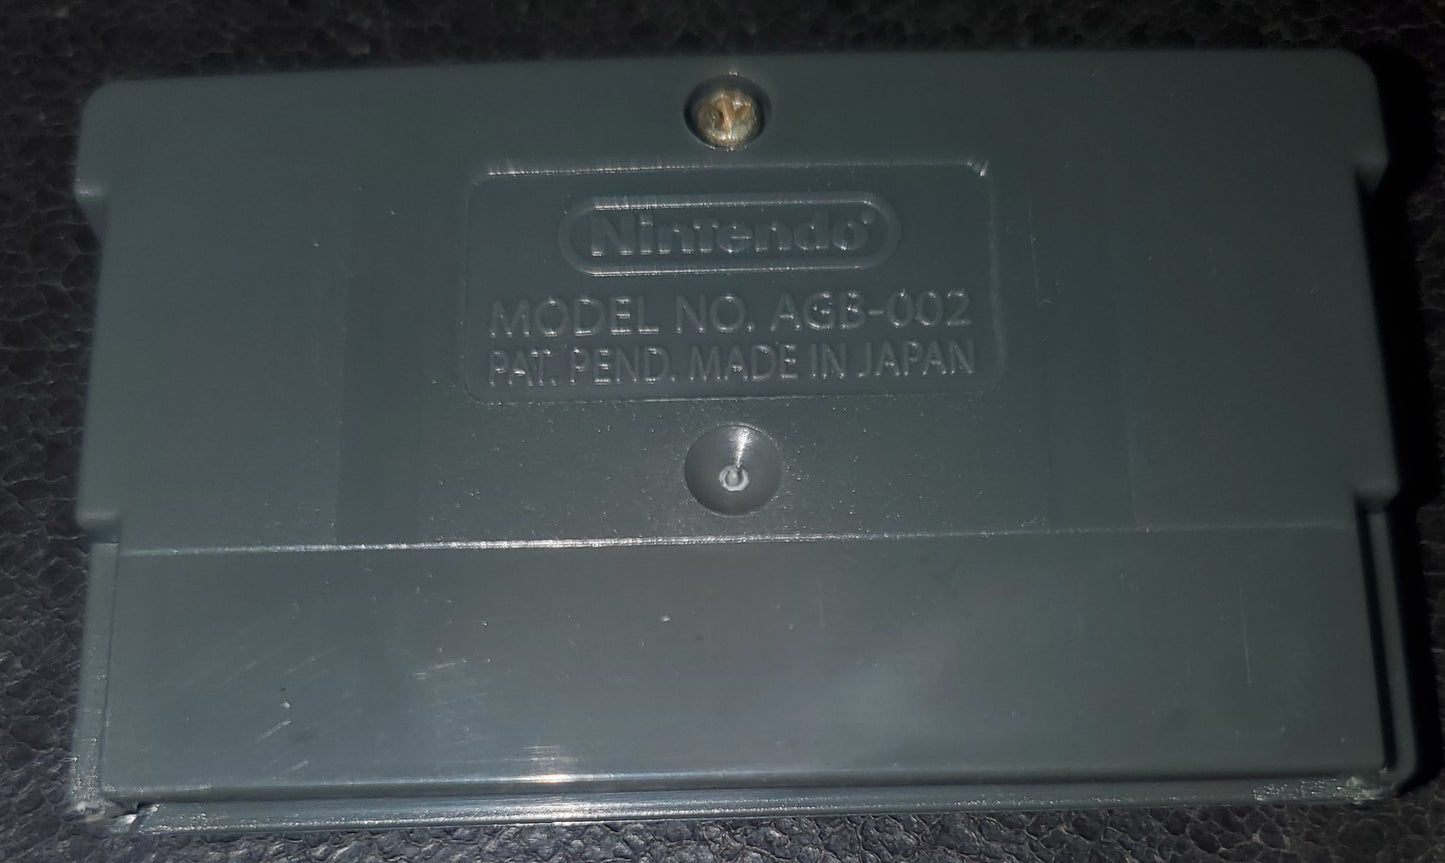 Nintendo®
MODEL NO. AGB-002
PAT. PEND. MADE IN JAPAN